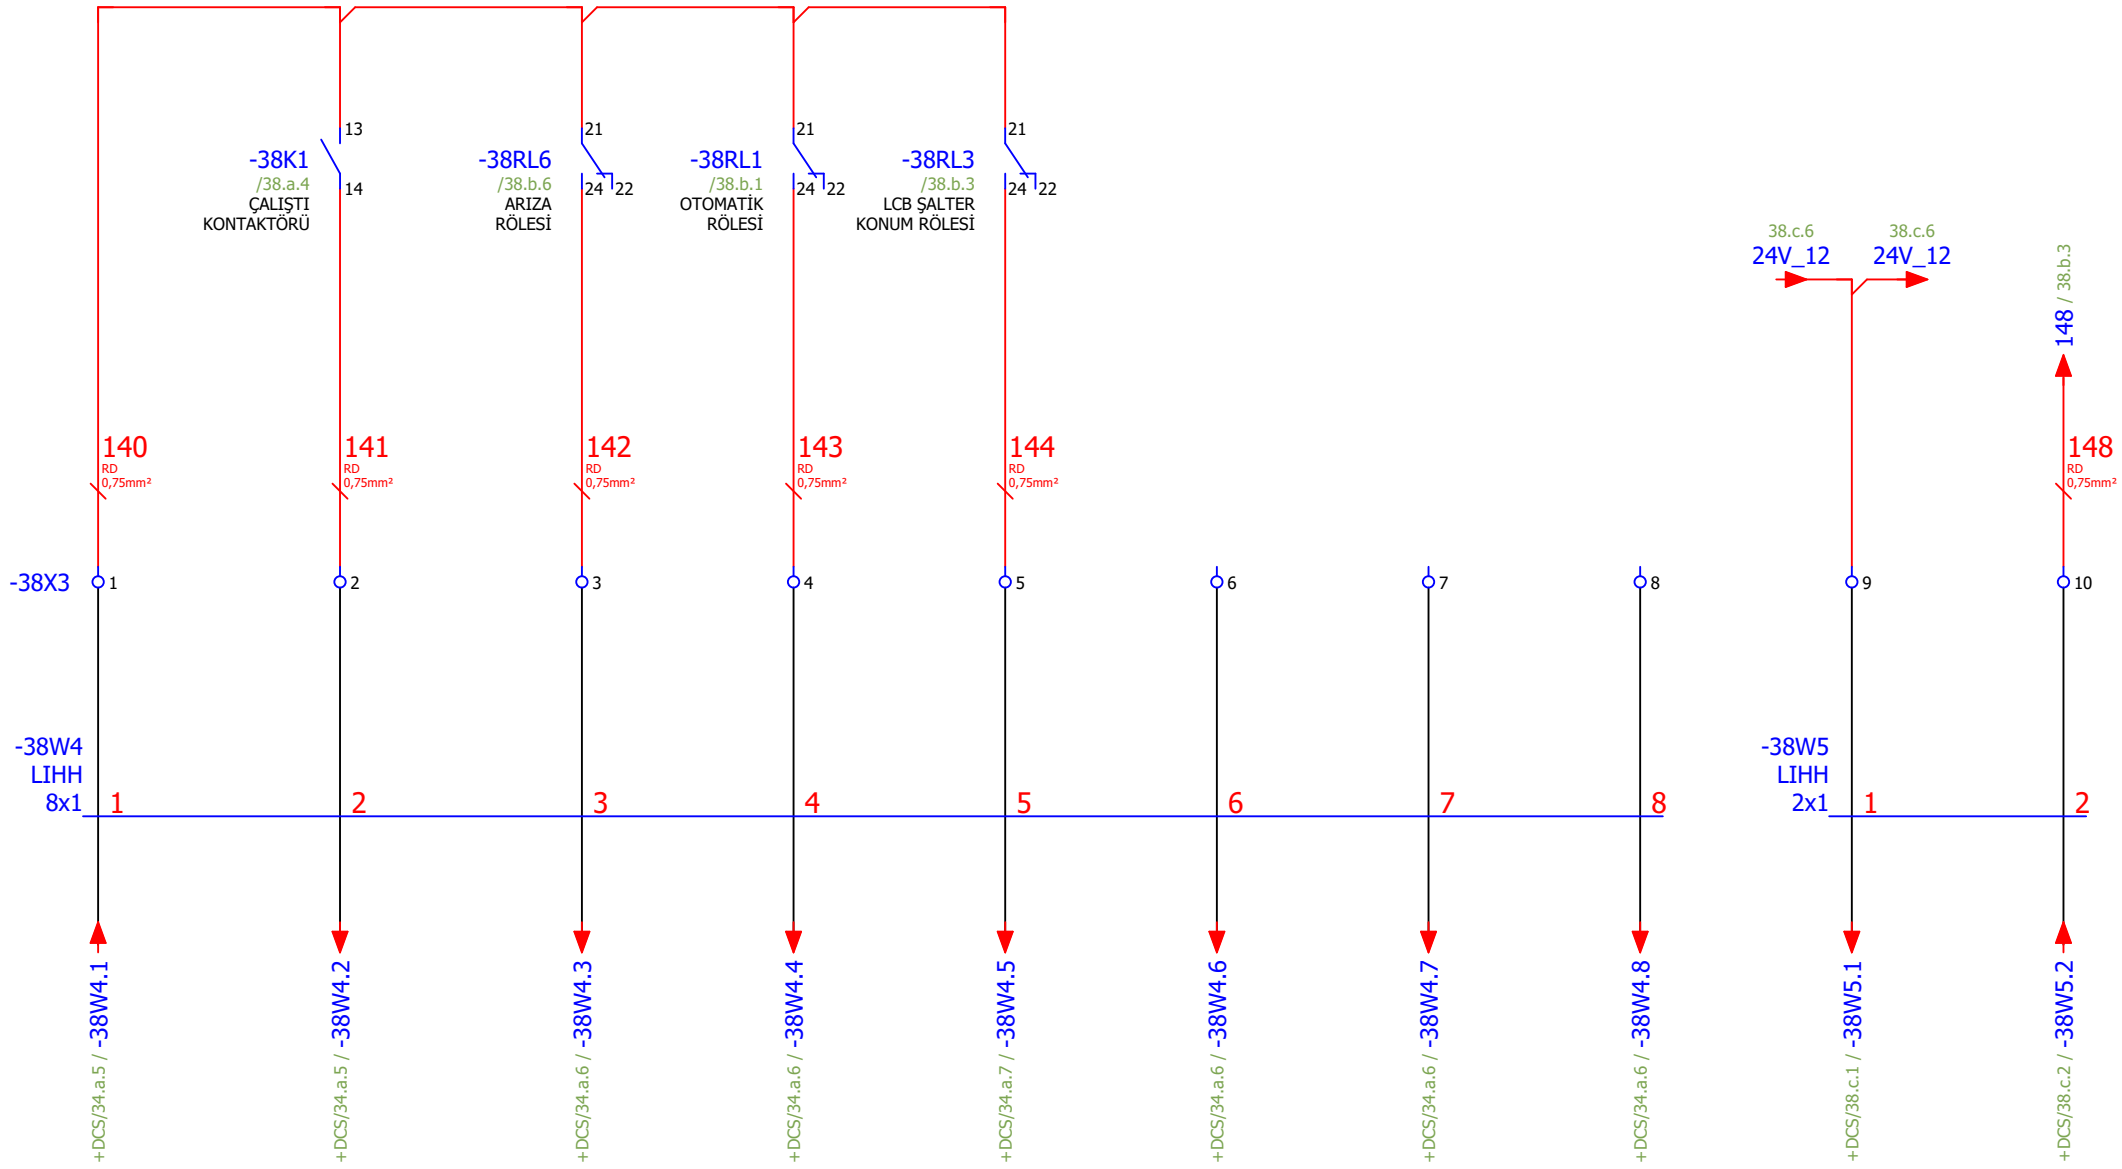 13
-38K1
/38.a.4
14
ÇALIŞTI
KONTAKTÖRÜ
21
-38RL6
/38.b.6
24 22
ARIZA
RÖLESİ
21
-38RL1
/38.b.1
24 22
OTOMATİK
RÖLESİ
21
-38RL3
/38.b.3
24 22
LCB ŞALTER
KONUM RÖLESİ
38.c.6
24V_12
38.c.6
24V_12
148 / 38.b.3
140
RD
0,75mm²
141
RD
0,75mm²
142
RD
0,75mm²
143
RD
0,75mm²
144
RD
0,75mm²
148
RD
0,75mm²
-38X3 1 2 3 4 5 6 7 8 9 10
-38W4
LIHH
8x1 1 2 3 4 5 6 7 8
-38W5
LIHH
2x1 1 2
+DCS/34.a.5 / -38W4.1
+DCS/34.a.5 / -38W4.2
+DCS/34.a.6 / -38W4.3
+DCS/34.a.6 / -38W4.4
+DCS/34.a.7 / -38W4.5
+DCS/34.a.6 / -38W4.6
+DCS/34.a.6 / -38W4.7
+DCS/34.a.6 / -38W4.8
+DCS/38.c.1 / -38W5.1
+DCS/38.c.2 / -38W5.2